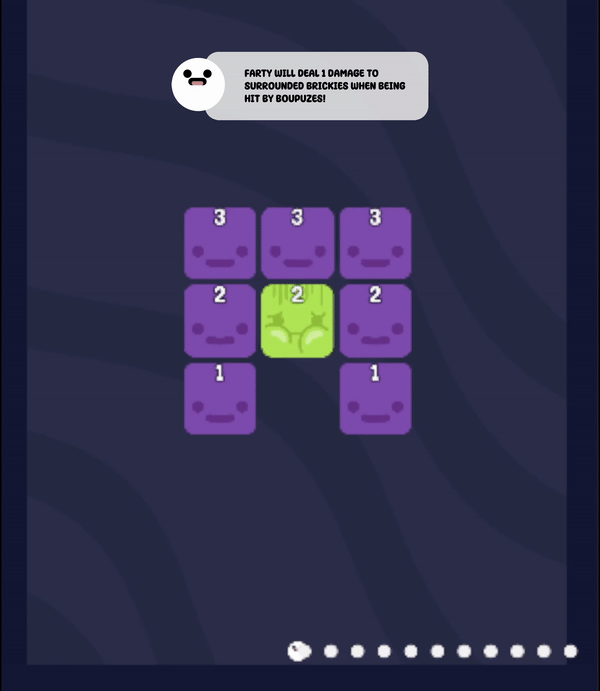 FARTY WILL DEAL 1 DAMAGE TO
SURROUNDED BRICKIES WHEN BEING
HIT BY BOUPUZES!
3 3 3
2 2 2
1 1